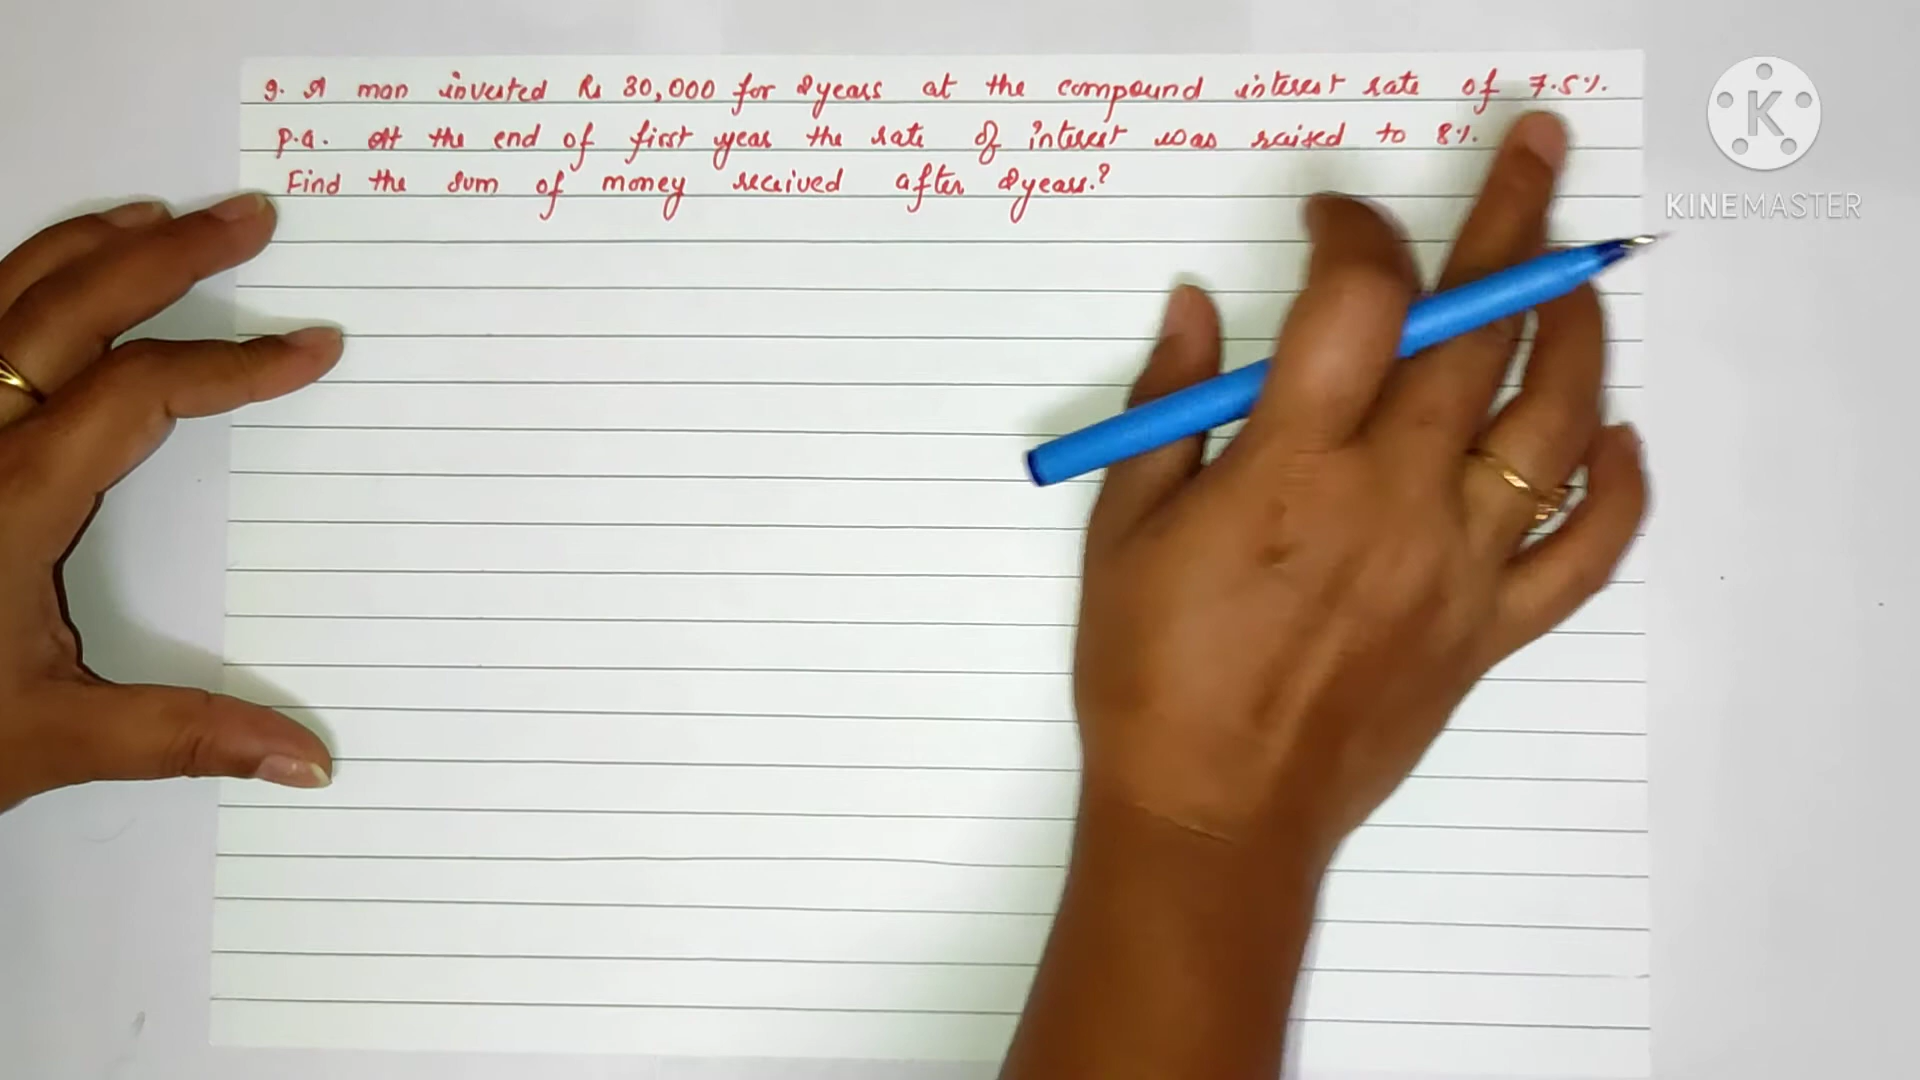 9. A man invested Rs 30,000 for 2years at the compound interest rate of 7.5%.
p.a. At the end of first year the rate of interest was raised to 8%.
Find the sum of money received after 2years.?
K
KINEMASTER